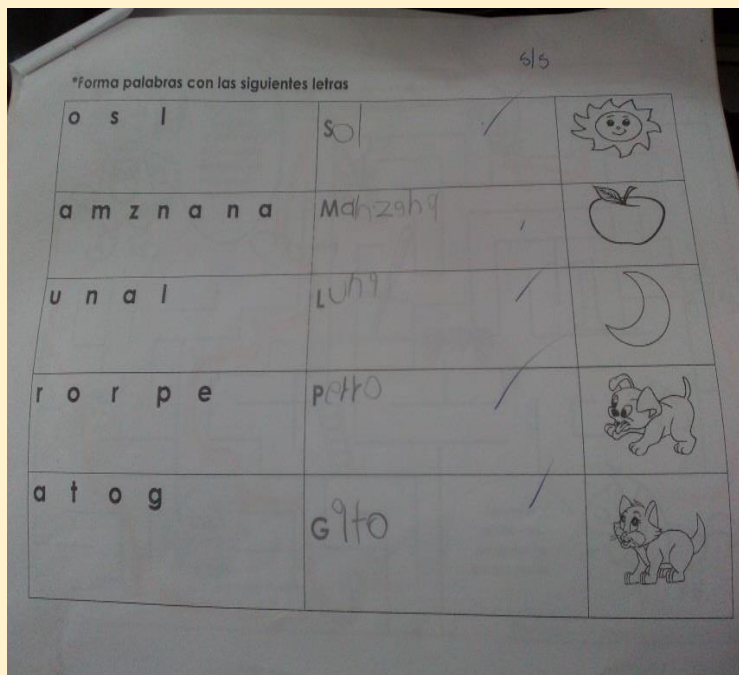 5/5
*Forma palabras con las siguientes letras
o s l Sol
a m z n a n a Manzana
u n a l Luna
r o r p e Perro
a t o g Gato